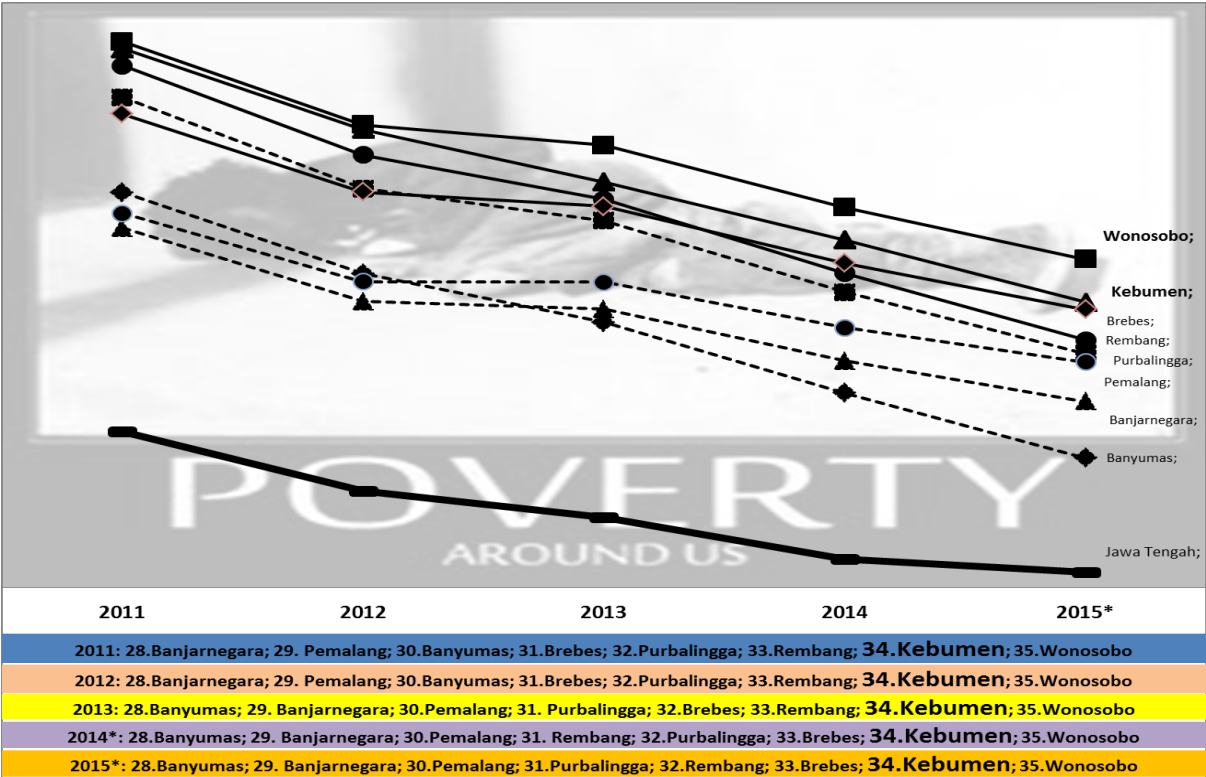 Wonosobo;
Kebumen;
Brebes;
Rembang;
Purbalingga;
Pemalang;
Banjarnegara;
Banyumas;
POVERTY
AROUND US
Jawa Tengah;
2011 2012 2013 2014 2015*
2011: 28.Banjarnegara; 29. Pemalang; 30.Banyumas; 31.Brebes; 32.Purbalingga; 33.Rembang; 34.Kebumen; 35.Wonosobo
2012: 28.Banjarnegara; 29. Pemalang; 30.Banyumas; 31.Brebes; 32.Purbalingga; 33.Rembang; 34.Kebumen; 35.Wonosobo
2013: 28.Banyumas; 29. Banjarnegara; 30.Pemalang; 31. Purbalingga; 32.Brebes; 33.Rembang; 34.Kebumen; 35.Wonosobo
2014*: 28.Banyumas; 29. Banjarnegara; 30.Pemalang; 31. Rembang; 32.Purbalingga; 33.Brebes; 34.Kebumen; 35.Wonosobo
2015*: 28.Banyumas; 29. Banjarnegara; 30.Pemalang; 31.Purbalingga; 32.Rembang; 33.Brebes; 34.Kebumen; 35.Wonosobo